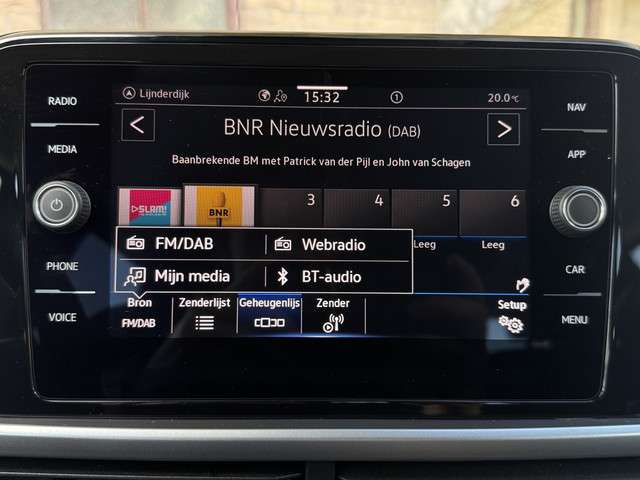 RADIO
MEDIA
PHONE
VOICE
Lijnderdijk
15:32
1
20.0°C
BNR Nieuwsradio (DAB)
Baanbrekende BM met Patrick van der Pijl en John van Schagen
SLAM!
BNR
3
4
5
6
Leeg
Leeg
FM/DAB
Webradio
Mijn media
BT-audio
Bron
Zenderlijst
Geheugenlijs
Zender
Setup
FM/DAB
NAV
APP
CAR
MENU